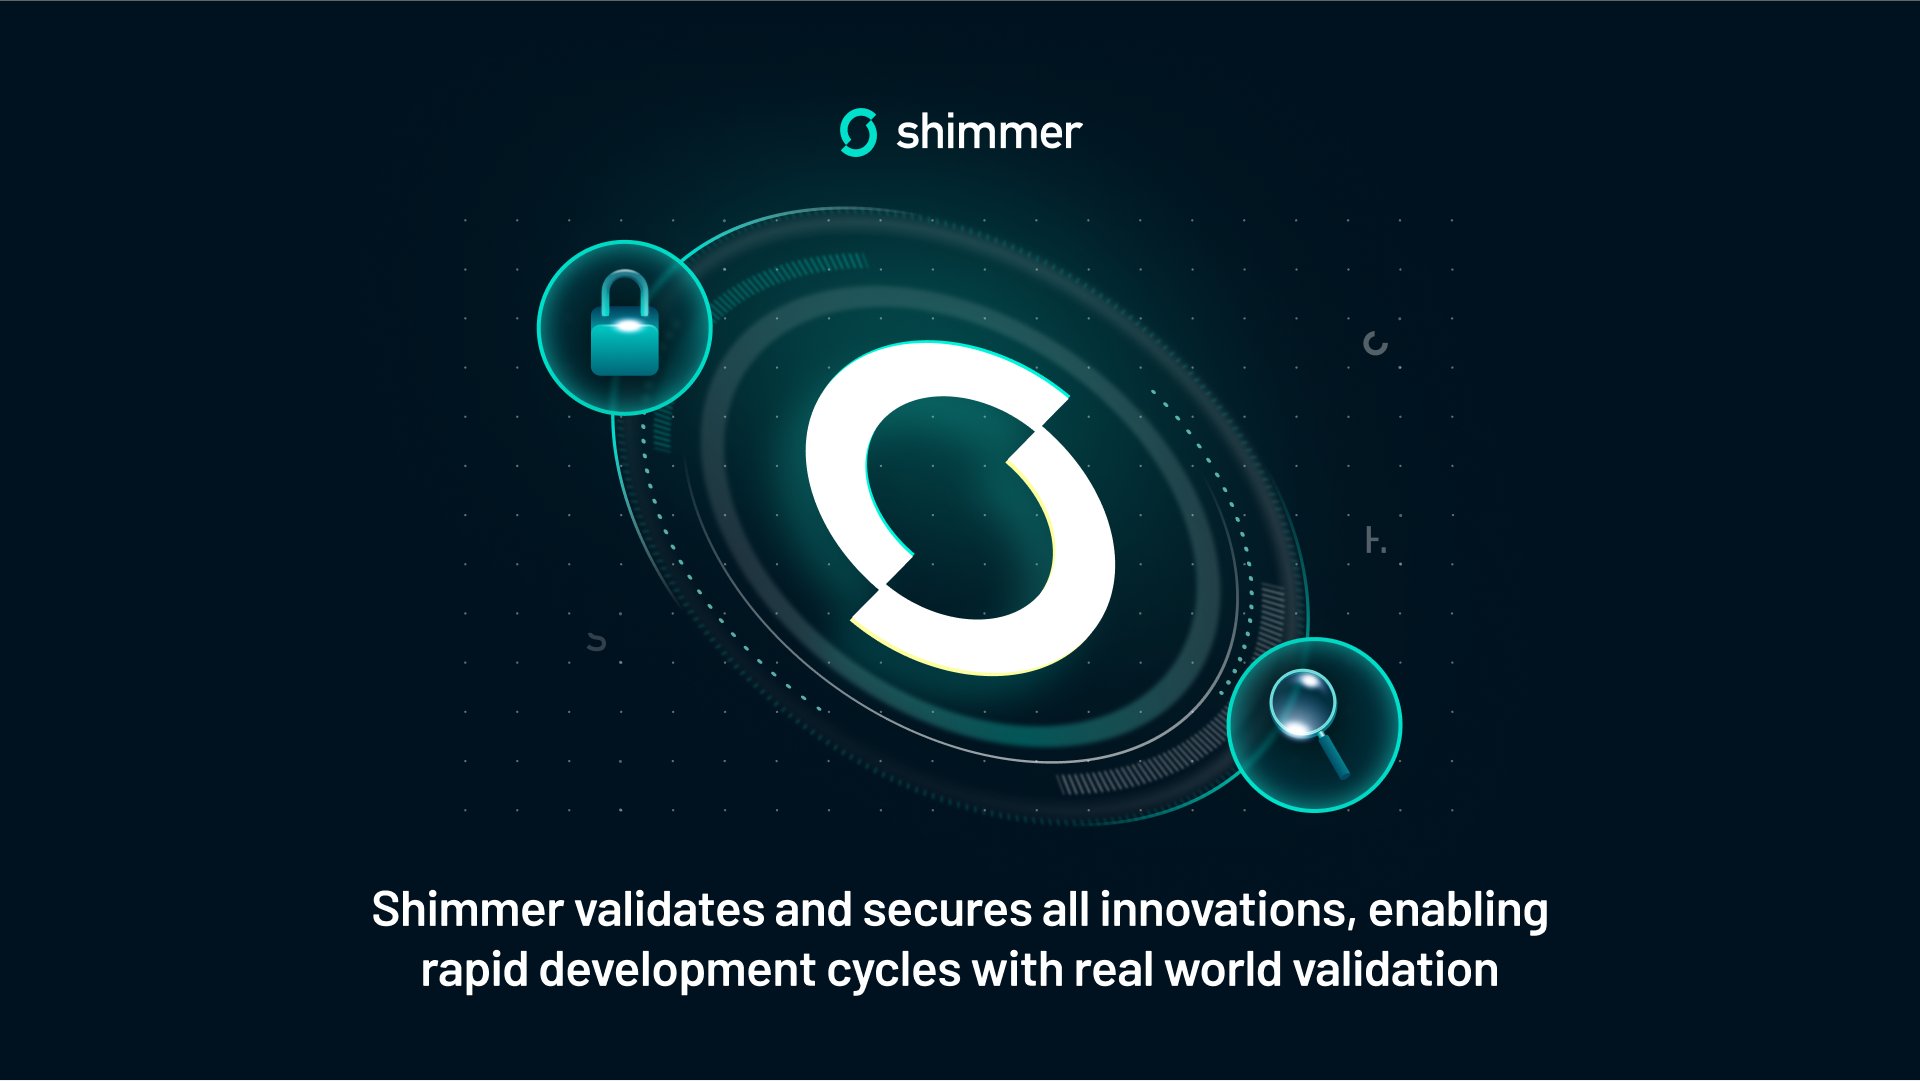 shimmer
Shimmer validates and secures all innovations, enabling
rapid development cycles with real world validation